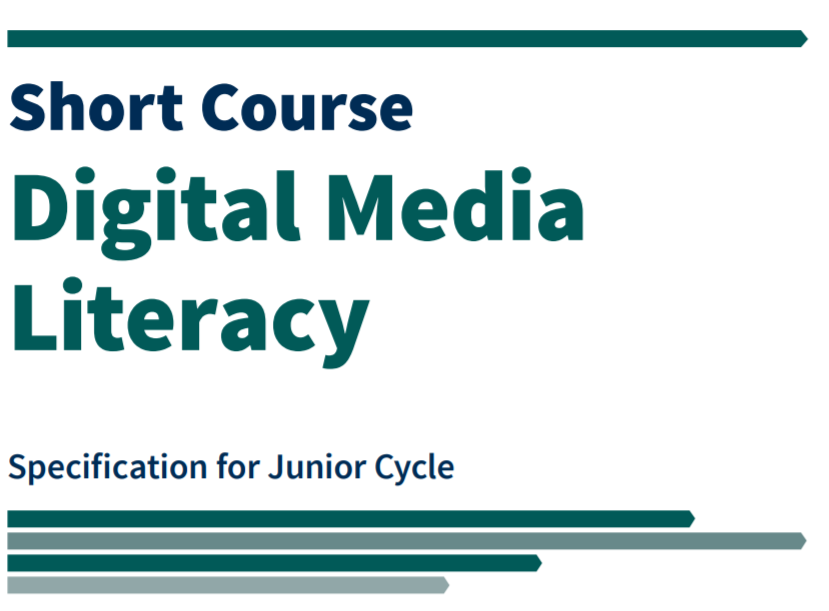 Short Course
Digital Media
Literacy
Specification for Junior Cycle